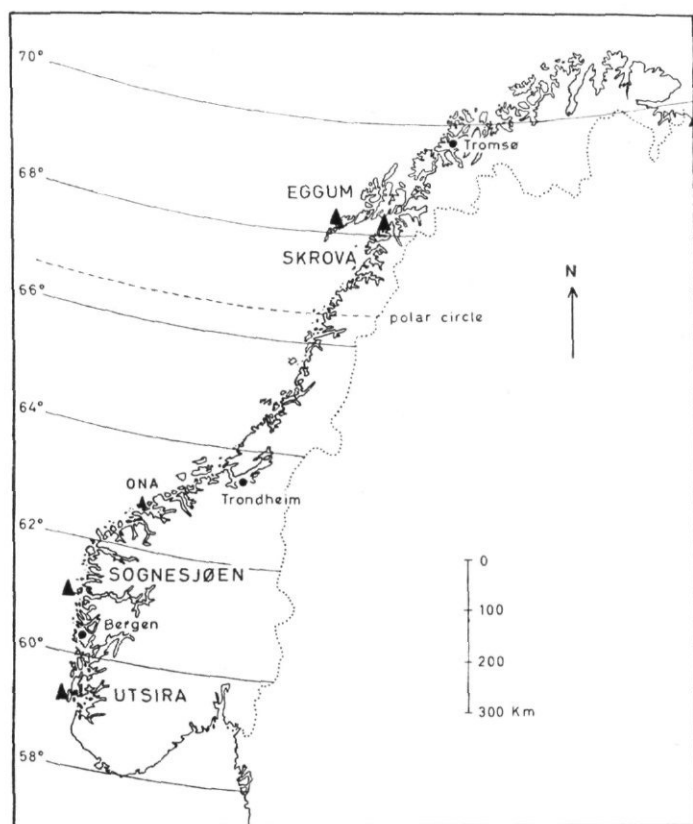 70°
Tromsø
68°
EGGUM
SKROVA
N
66°
polar circle
64°
ONA
Trondheim
62°
0
SOGNESJØEN
100
Bergen
60°
200
UTSIRA
300 Km
58°